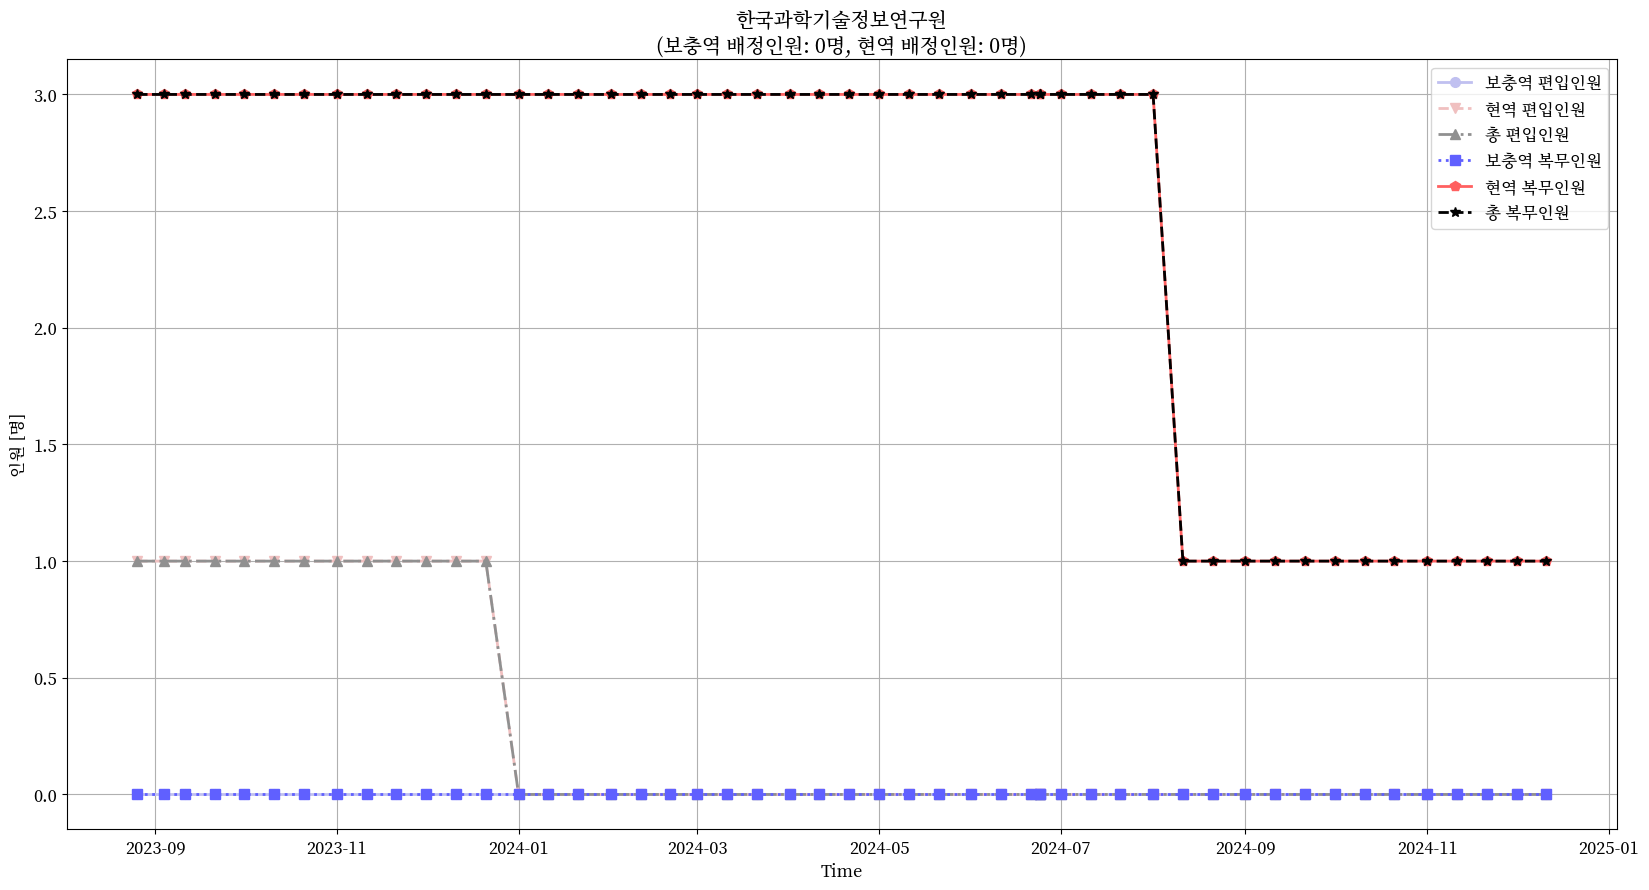 한국과학기술정보연구원
(보충역 배정인원: 0명, 현역 배정인원: 0명)
보충역 편입인원
현역 편입인원
총 편입인원
보충역 복무인원
현역 복무인원
총 복무인원
3.0
2.5
2.0
1.5
1.0
0.5
0.0
인원 [명]
2023-09 2023-11 2024-01 2024-03 2024-05 2024-07 2024-09 2024-11 2025-01
Time